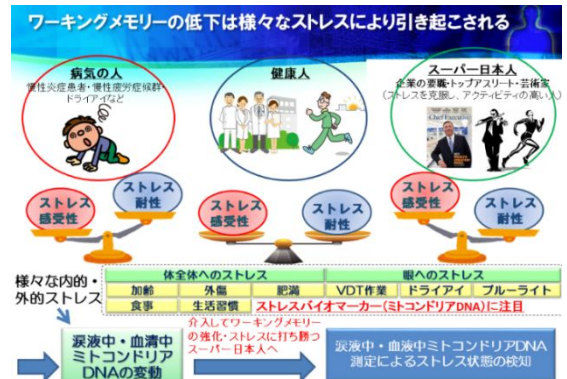 ワーキングメモリーの低下は様々なストレスにより引き起こされる
病気の人
慢性炎症患者・慢性疲労症候群・
ドライアイなど
健康人
スーパー日本人
企業の要職・トップアスリート・芸術家
(ストレスを克服し、アクティビティの高い人)
Chief Executive
ストレス
感受性
ストレス
耐性
ストレス
感受性
ストレス
耐性
ストレス
感受性
ストレス
耐性
様々な内的・
外的ストレス
体全体へのストレス
眼へのストレス
加齢
外傷
肥満
VDT作業
ドライアイ
ブルーライト
食事
生活習慣
ストレスバイオマーカー(ミトコンドリアDNA)に注目
涙液中・血清中
ミトコンドリア
DNAの変動
介入してワーキングメモリー
の強化・ストレスに打ち勝つ
スーパー日本人へ
涙液中・血液中ミトコンドリアDNA
測定によるストレス状態の検知